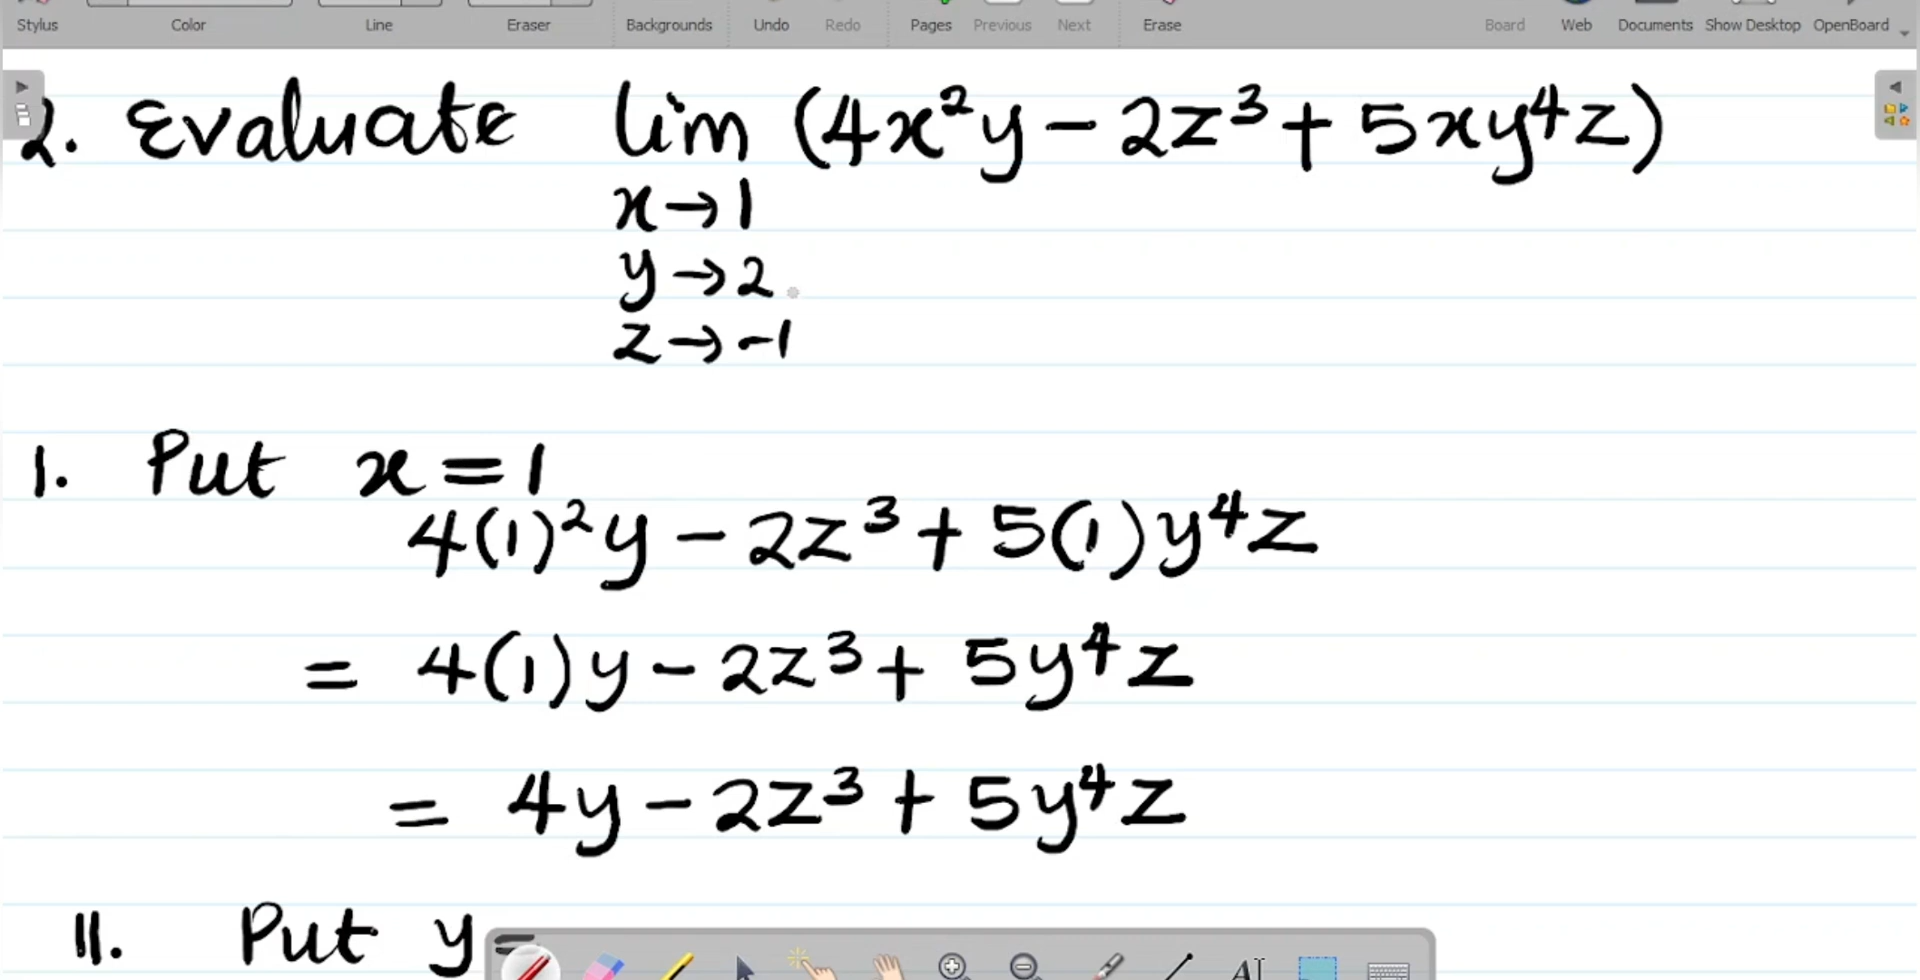 Stylus Color Line Eraser Backgrounds Undo Redo Pages Previous Next Erase Board Web Documents Show Desktop OpenBoard
2. Evaluate lim (4x²y - 2z³ + 5xy⁴z)
x→1
y→2
z→-1
1. Put x=1
4(1)²y - 2z³ + 5(1)y⁴z
= 4(1)y - 2z³ + 5y⁴z
= 4y - 2z³ + 5y⁴z
II. Put y=